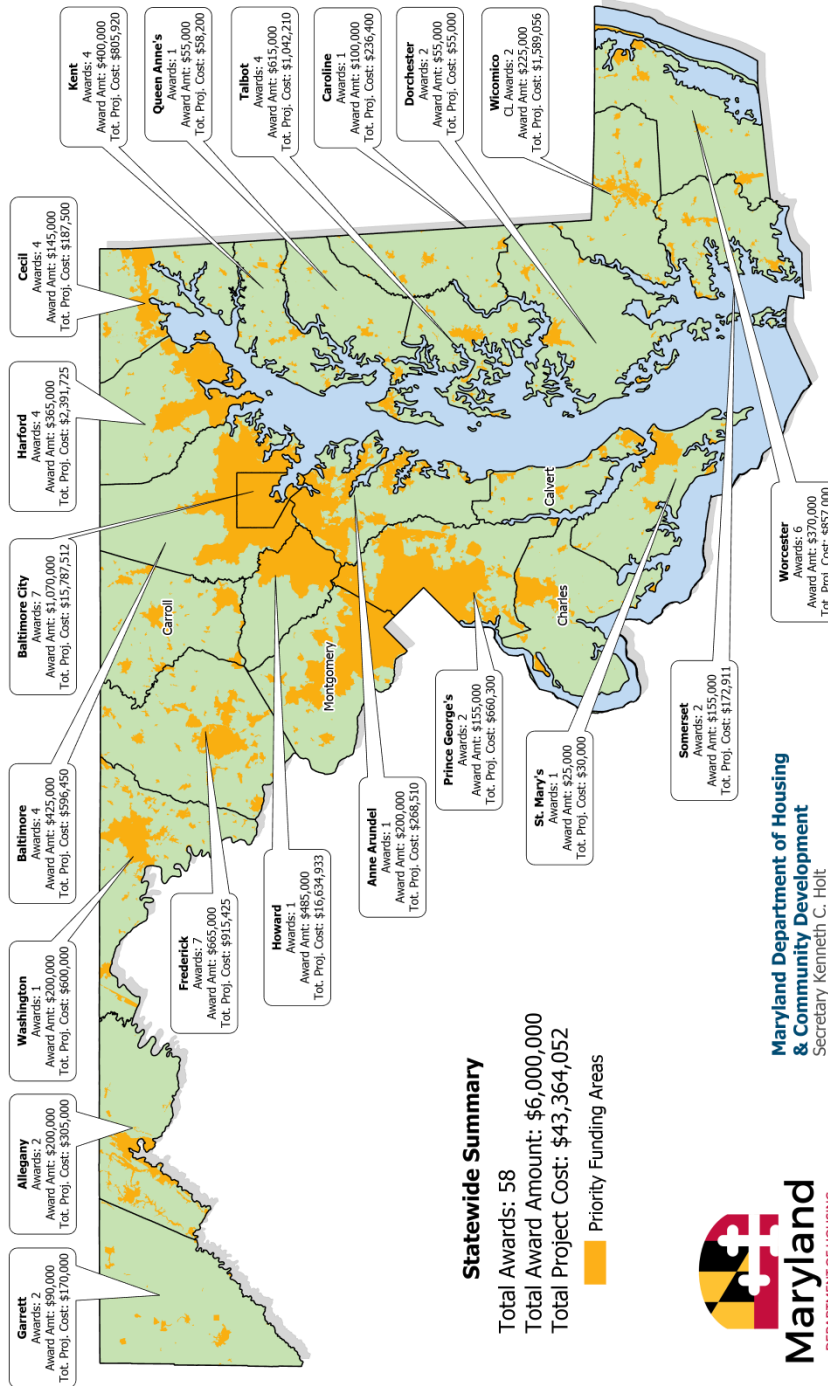 Garrett
Awards: 2
Award Amt: $90,000
Tot. Proj. Cost: $170,000
Allegany
Awards: 2
Award Amt: $200,000
Tot. Proj. Cost: $305,000
Washington
Awards: 1
Award Amt: $200,000
Tot. Proj. Cost: $600,000
Baltimore
Awards: 4
Award Amt: $425,000
Tot. Proj. Cost: $596,450
Baltimore City
Awards: 7
Award Amt: $1,070,000
Tot. Proj. Cost: $15,787,512
Harford
Awards: 4
Award Amt: $365,000
Tot. Proj. Cost: $2,391,725
Cecil
Awards: 4
Award Amt: $145,000
Tot. Proj. Cost: $187,500
Kent
Awards: 4
Award Amt: $400,000
Tot. Proj. Cost: $805,920
Queen Anne's
Awards: 1
Award Amt: $55,000
Tot. Proj. Cost: $58,200
Talbot
Awards: 4
Award Amt: $615,000
Tot. Proj. Cost: $1,042,210
Caroline
Awards: 1
Award Amt: $100,000
Tot. Proj. Cost: $236,400
Dorchester
Awards: 2
Award Amt: $55,000
Tot. Proj. Cost: $55,000
Wicomico
CL Awards: 2
Award Amt: $225,000
Tot. Proj. Cost: $1,589,056
Frederick
Awards: 7
Award Amt: $665,000
Tot. Proj. Cost: $915,425
Howard
Awards: 1
Award Amt: $485,000
Tot. Proj. Cost: $16,634,933
Anne Arundel
Awards: 1
Award Amt: $200,000
Tot. Proj. Cost: $268,510
Prince George's
Awards: 2
Award Amt: $155,000
Tot. Proj. Cost: $660,300
St. Mary's
Awards: 1
Award Amt: $25,000
Tot. Proj. Cost: $30,000
Somerset
Awards: 2
Award Amt: $155,000
Tot. Proj. Cost: $172,911
Worcester
Awards: 6
Award Amt: $370,000
Tot. Proj. Cost: $857,000
Carroll
Montgomery
Charles
Calvert
Statewide Summary
Total Awards: 58
Total Award Amount: $6,000,000
Total Project Cost: $43,364,052
Priority Funding Areas
Maryland
DEPARTMENT OF HOUSING
Maryland Department of Housing
& Community Development
Secretary Kenneth C. Holt